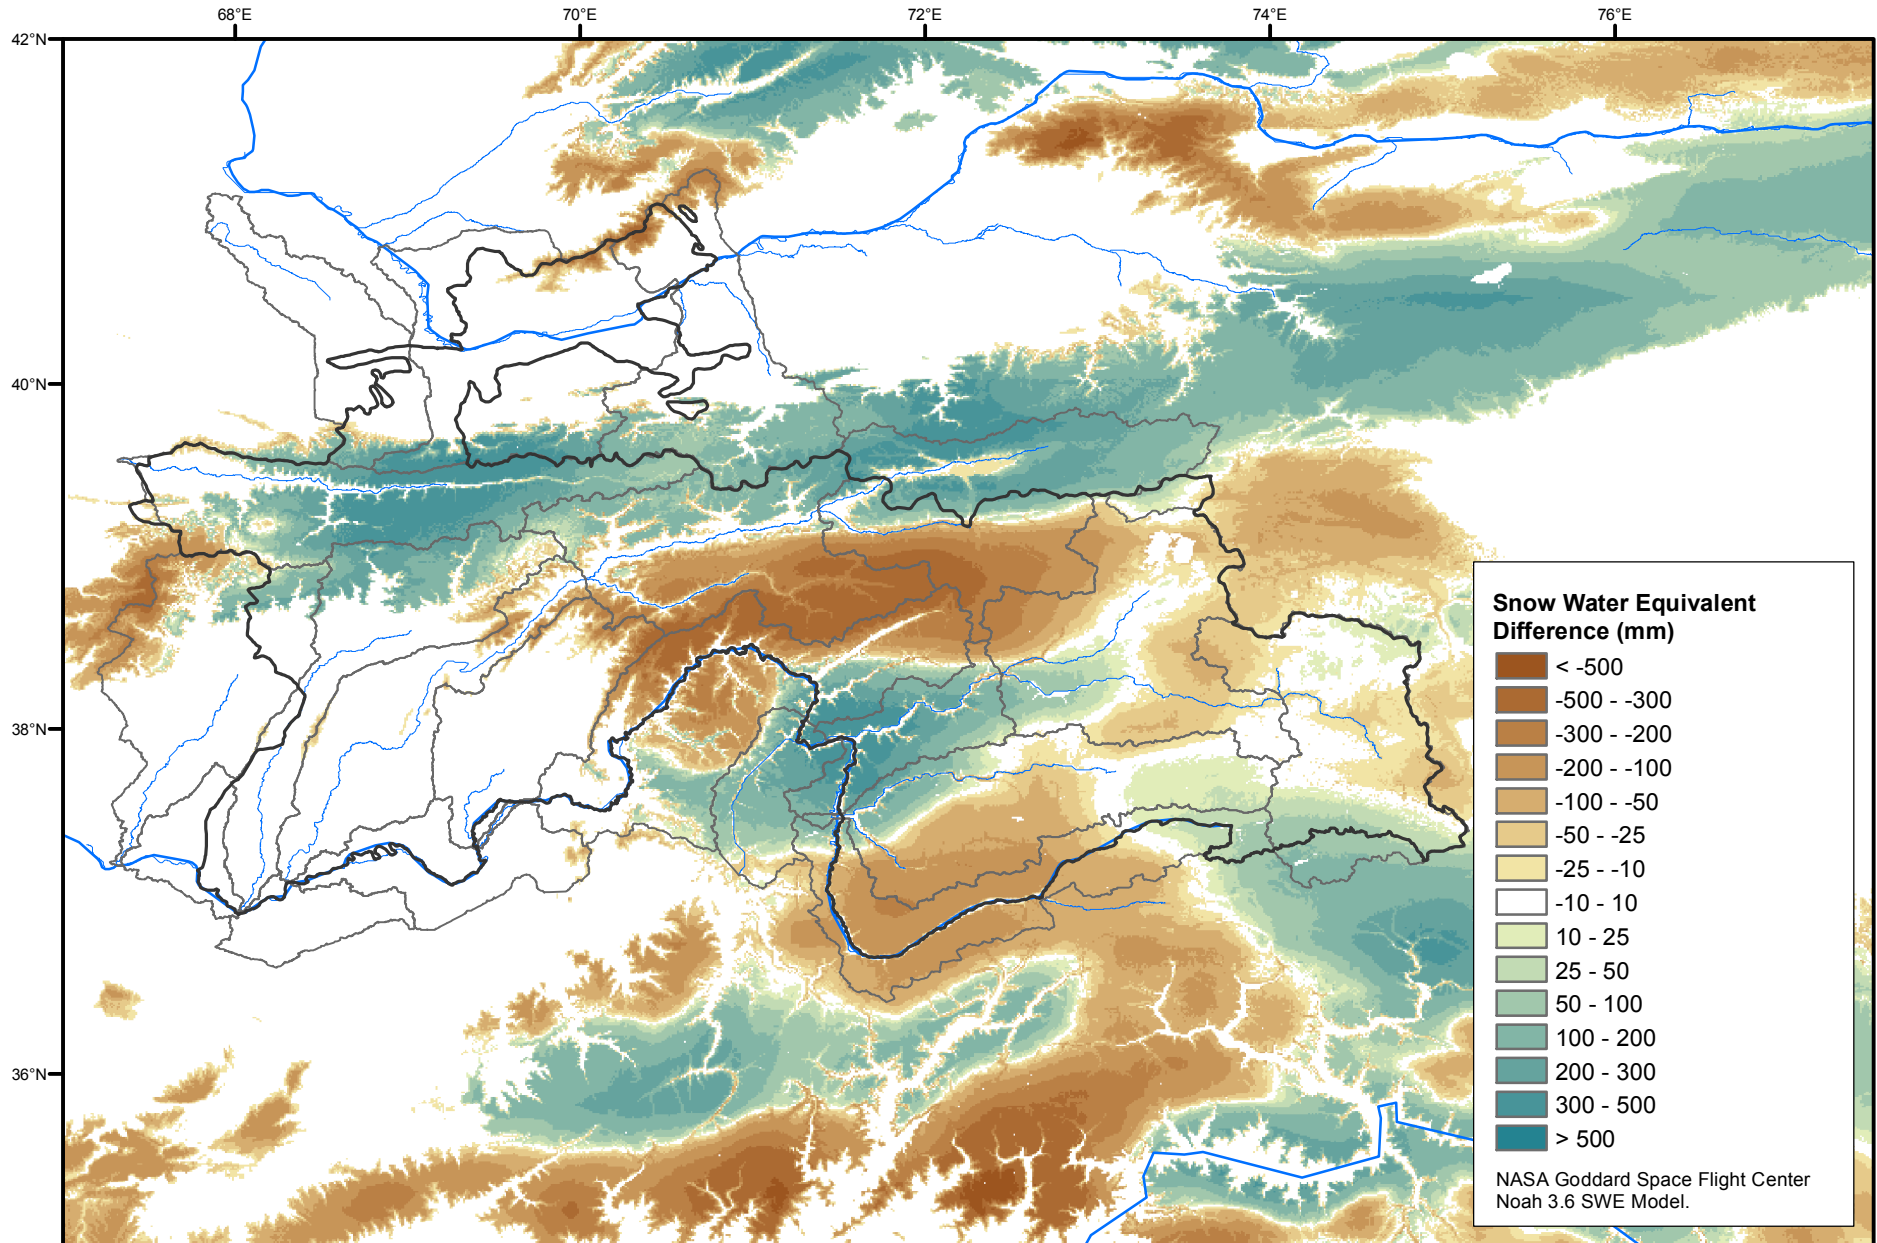 68°E
70°E
72°E
74°E
76°E
42°N
40°N
38°N
36°N
Snow Water Equivalent
Difference (mm)
< -500
-500 - -300
-300 - -200
-200 - -100
-100 - -50
-50 - -25
-25 - -10
-10 - 10
10 - 25
25 - 50
50 - 100
100 - 200
200 - 300
300 - 500
> 500
NASA Goddard Space Flight Center
Noah 3.6 SWE Model.